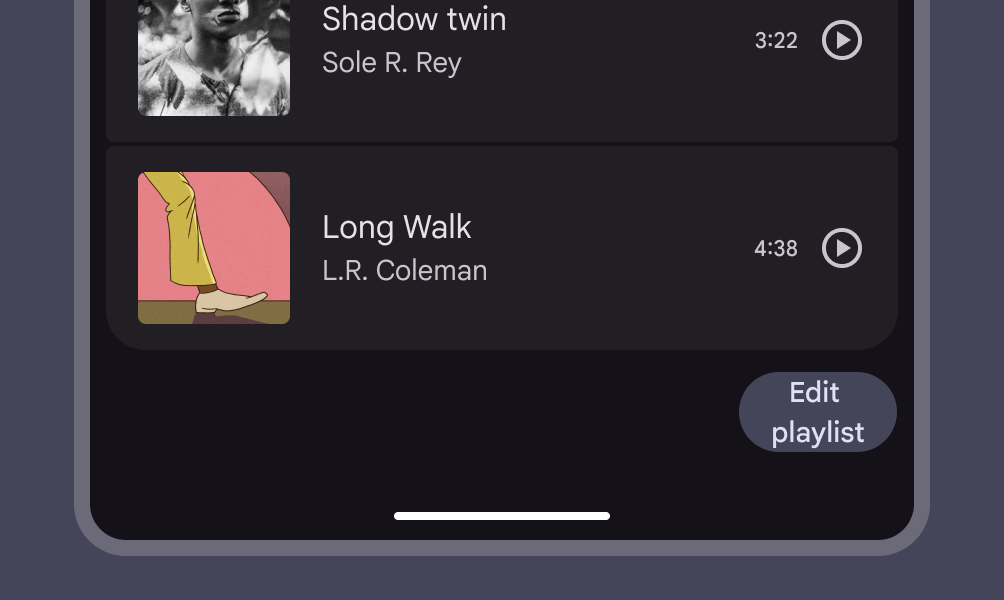 Shadow twin
Sole R. Rey
3:22
Long Walk
L.R. Coleman
4:38
Edit
playlist